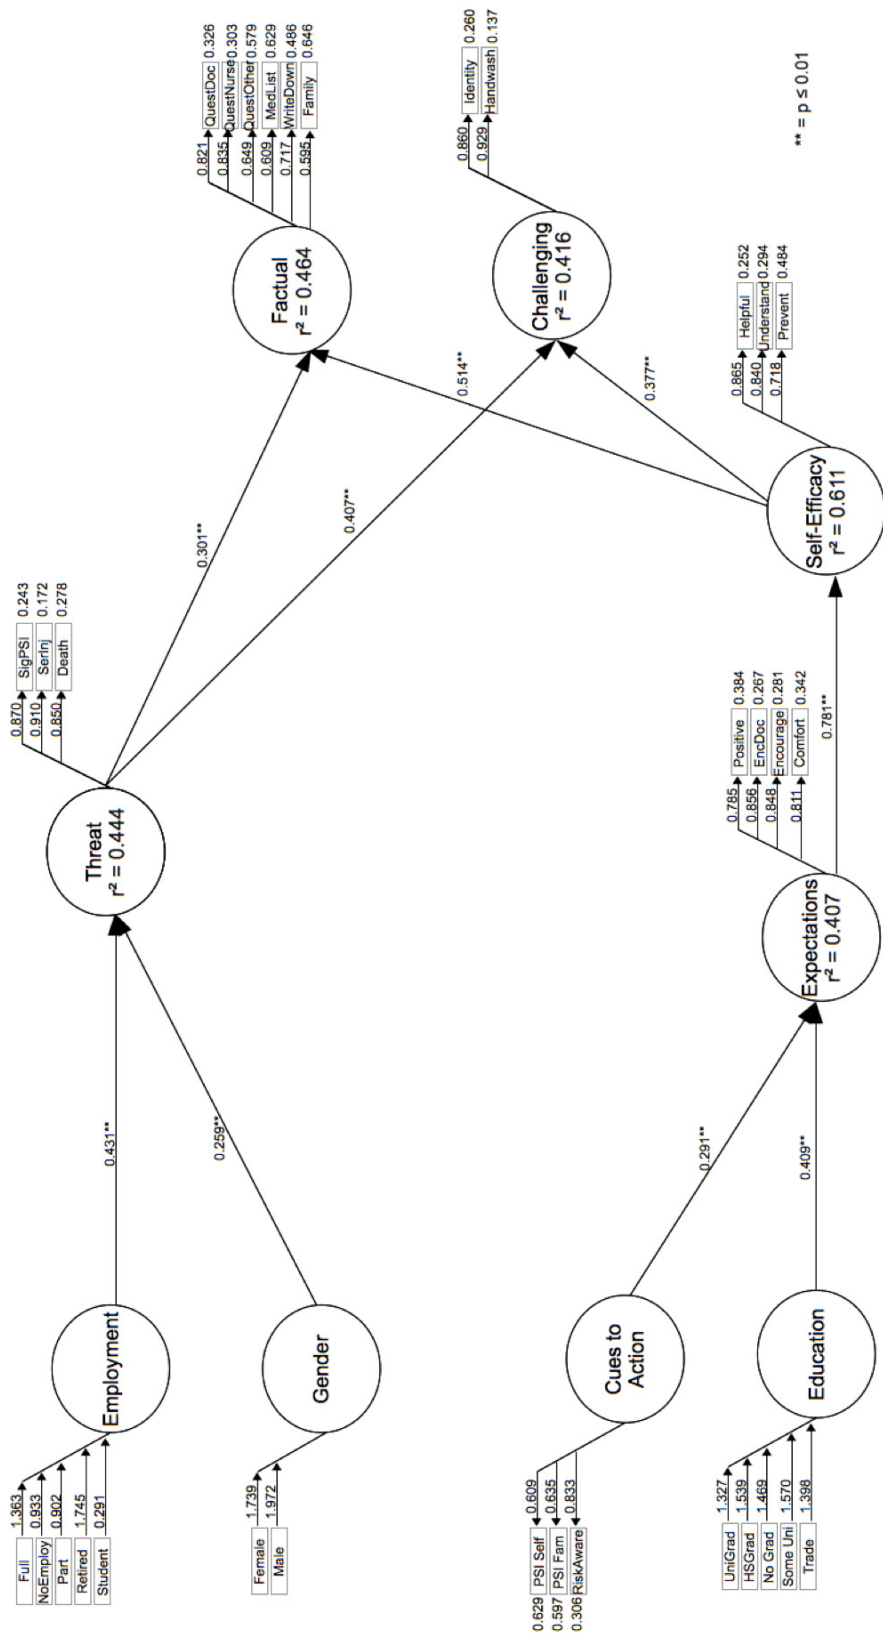 1.363
Full
0.933
NoEmploy
0.902
Part
1.745
Retired
0.291
Student
Employment
0.431**
1.739
Female
1.972
Male
Gender
0.259**
Threat
r² = 0.444
0.870 SigPSI 0.243
0.910 SerInj 0.172
0.850 Death 0.278
0.301**
0.407**
Factual
r² = 0.464
0.821 QuestDoc 0.326
0.835 QuestNurse 0.303
0.649 QuestOther 0.579
0.609 MedList 0.629
0.717 WriteDown 0.486
0.595 Family 0.646
Challenging
r² = 0.416
0.860 Identity 0.260
0.929 Handwash 0.137
0.514**
0.377**
0.629 PSI Self 0.609
0.597 PSI Fam 0.635
0.306 RiskAware 0.833
Cues to
Action
0.291**
UniGrad 1.327
HSGrad 1.539
No Grad 1.469
Some Uni 1.570
Trade 1.398
Education
0.409**
Expectations
r² = 0.407
0.785 Positive 0.384
0.856 EncDoc 0.267
0.848 Encourage 0.281
0.811 Comfort 0.342
0.781**
Self-Efficacy
r² = 0.611
0.865 Helpful 0.252
0.840 Understand 0.294
0.718 Prevent 0.484
** = p ≤ 0.01